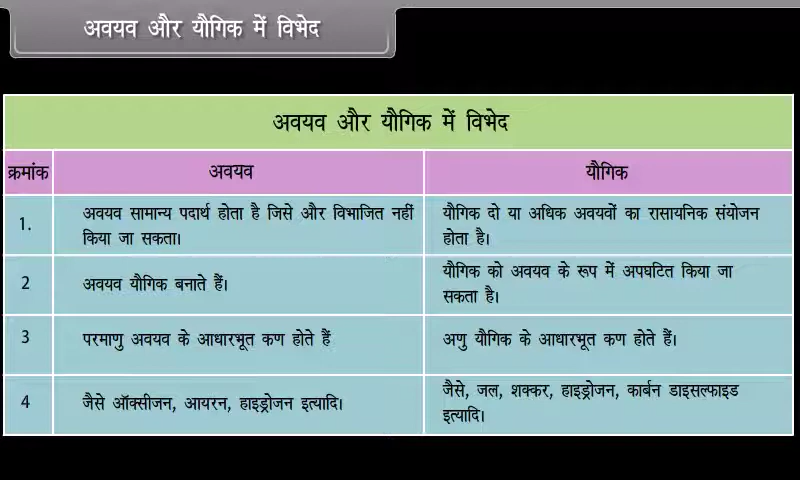 अवयव और यौगिक में विभेद
अवयव और यौगिक में विभेद
क्रमांक अवयव यौगिक
1. अवयव सामान्य पदार्थ होता है जिसे और विभाजित नहीं
किया जा सकता।
यौगिक दो या अधिक अवयवों का रासायनिक संयोजन
होता है।
2 अवयव यौगिक बनाते हैं।
यौगिक को अवयव के रूप में अपघटित किया जा
सकता है।
3 परमाणु अवयव के आधारभूत कण होते हैं
अणु यौगिक के आधारभूत कण होते हैं।
4 जैसे ऑक्सीजन, आयरन, हाइड्रोजन इत्यादि।
जैसे, जल, शक्कर, हाइड्रोजन, कार्बन डाइसल्फाइड
इत्यादि।